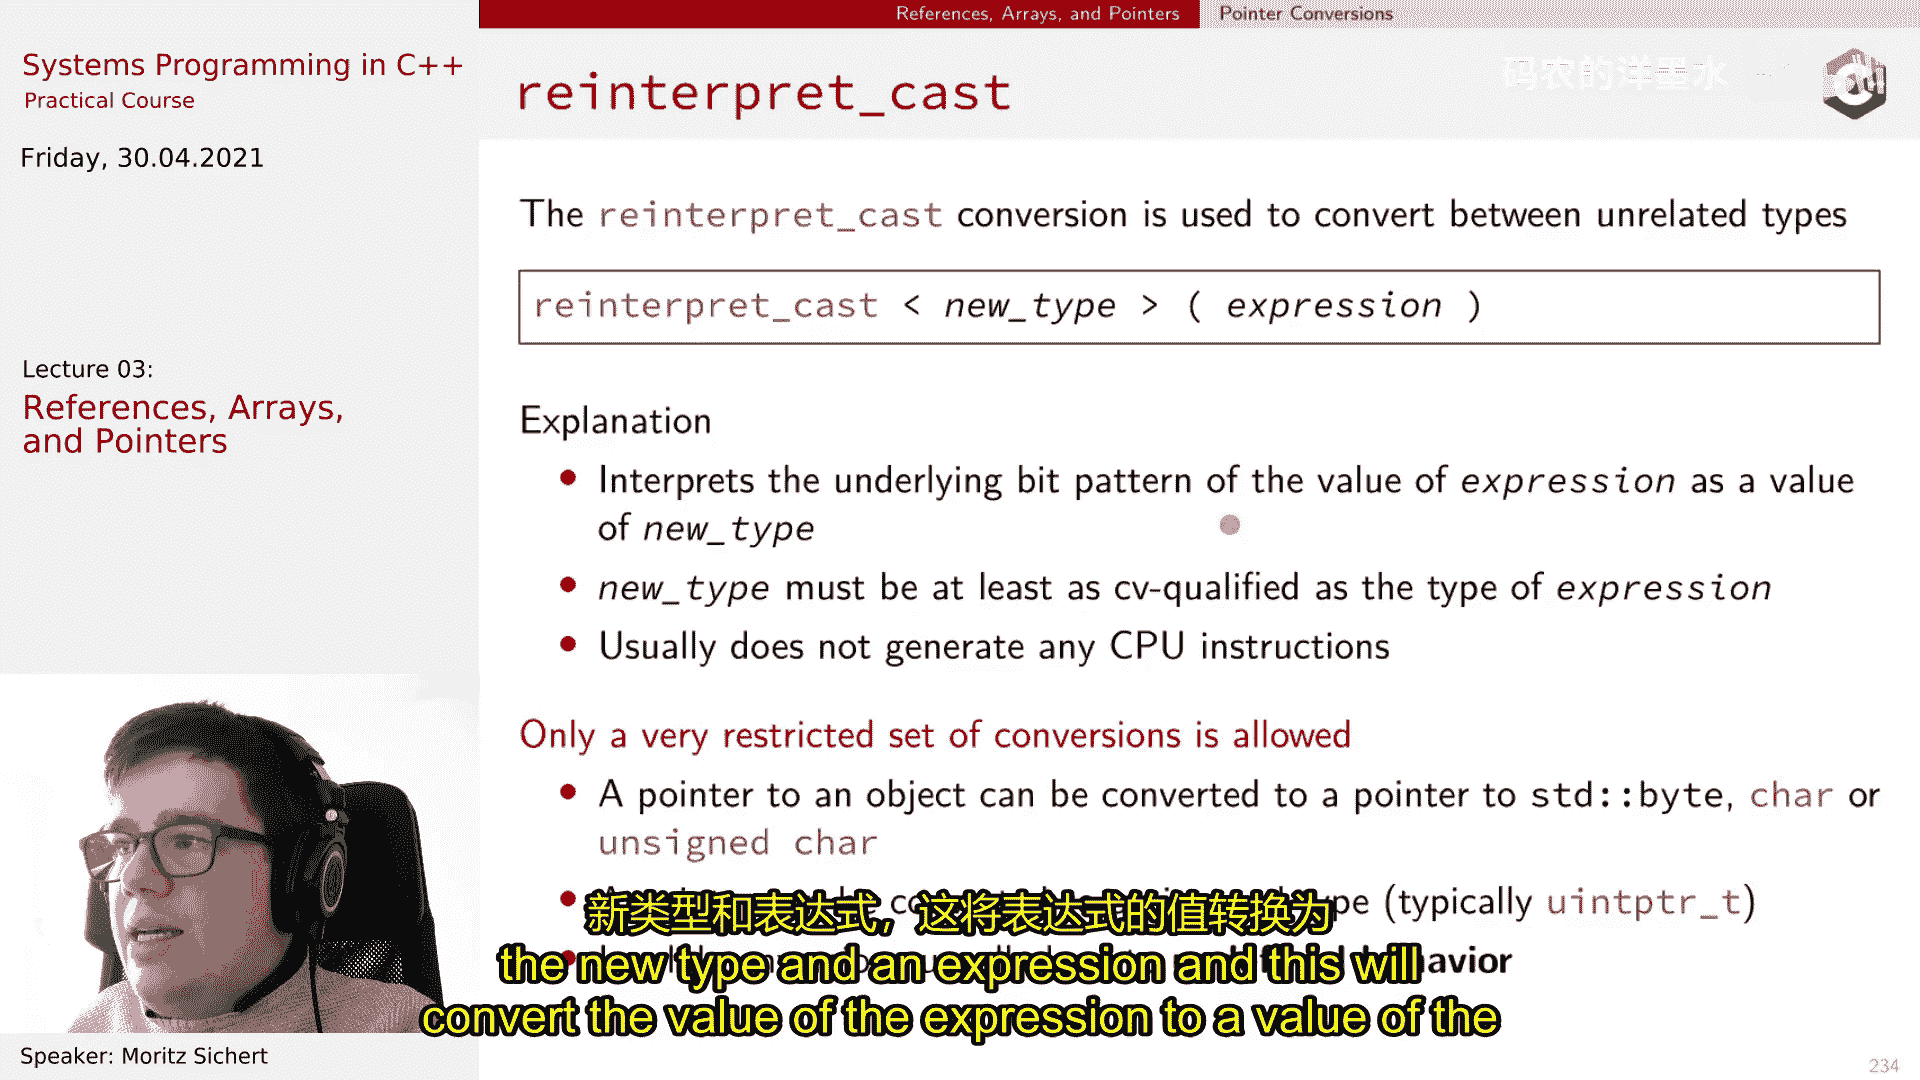 References, Arrays, and Pointers
Pointer Conversions
Systems Programming in C++
Practical Course
Friday, 30.04.2021
Lecture 03:
References, Arrays,
and Pointers
reinterpret_cast
码农的洋墨水
The reinterpret_cast conversion is used to convert between unrelated types
reinterpret_cast < new_type > ( expression )
Explanation
• Interprets the underlying bit pattern of the value of expression as a value
of new_type
• new_type must be at least as cv-qualified as the type of expression
• Usually does not generate any CPU instructions
Only a very restricted set of conversions is allowed
• A pointer to an object can be converted to a pointer to std::byte, char or
unsigned char
(typically uintptr_t)
新类型和表达式，这将表达式的值转换为
the new type and an expression and this will
convert the value of the expression to a value of the
Speaker: Moritz Sichert
234